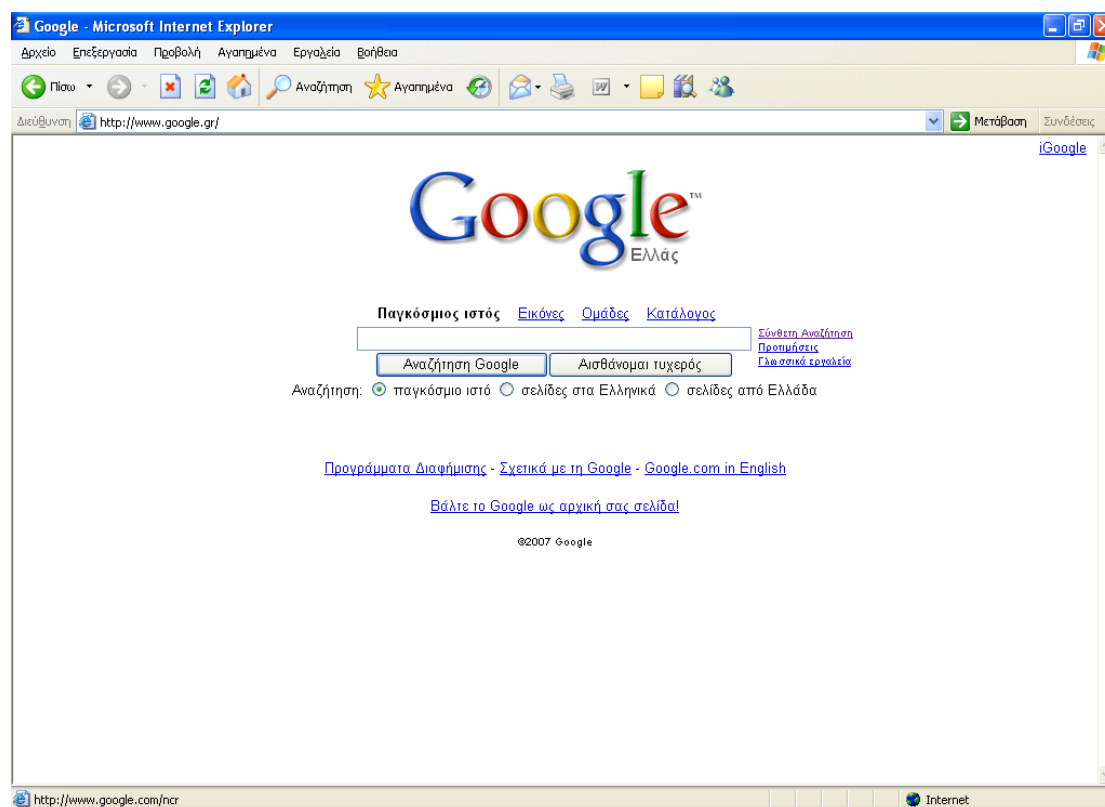 Google - Microsoft Internet Explorer
Αρχείο Επεξεργασία Προβολή Αγαπημένα Εργαλεία Βοήθεια
Πίσω Αναζήτηση Αγαπημένα
Διεύθυνση http://www.google.gr/ Μετάβαση Συνδέσεις
iGoogle
Google™
Ελλάς
Παγκόσμιος ιστός Εικόνες Ομάδες Κατάλογος
Σύνθετη Αναζήτηση
Προτιμήσεις
Γλωσσικά εργαλεία
Αναζήτηση Google Αισθάνομαι τυχερός
Αναζήτηση: παγκόσμιο ιστό σελίδες στα Ελληνικά σελίδες από Ελλάδα
Προγράμματα Διαφήμισης - Σχετικά με τη Google - Google.com in English
Βάλτε το Google ως αρχική σας σελίδα!
©2007 Google
http://www.google.com/ncr Internet